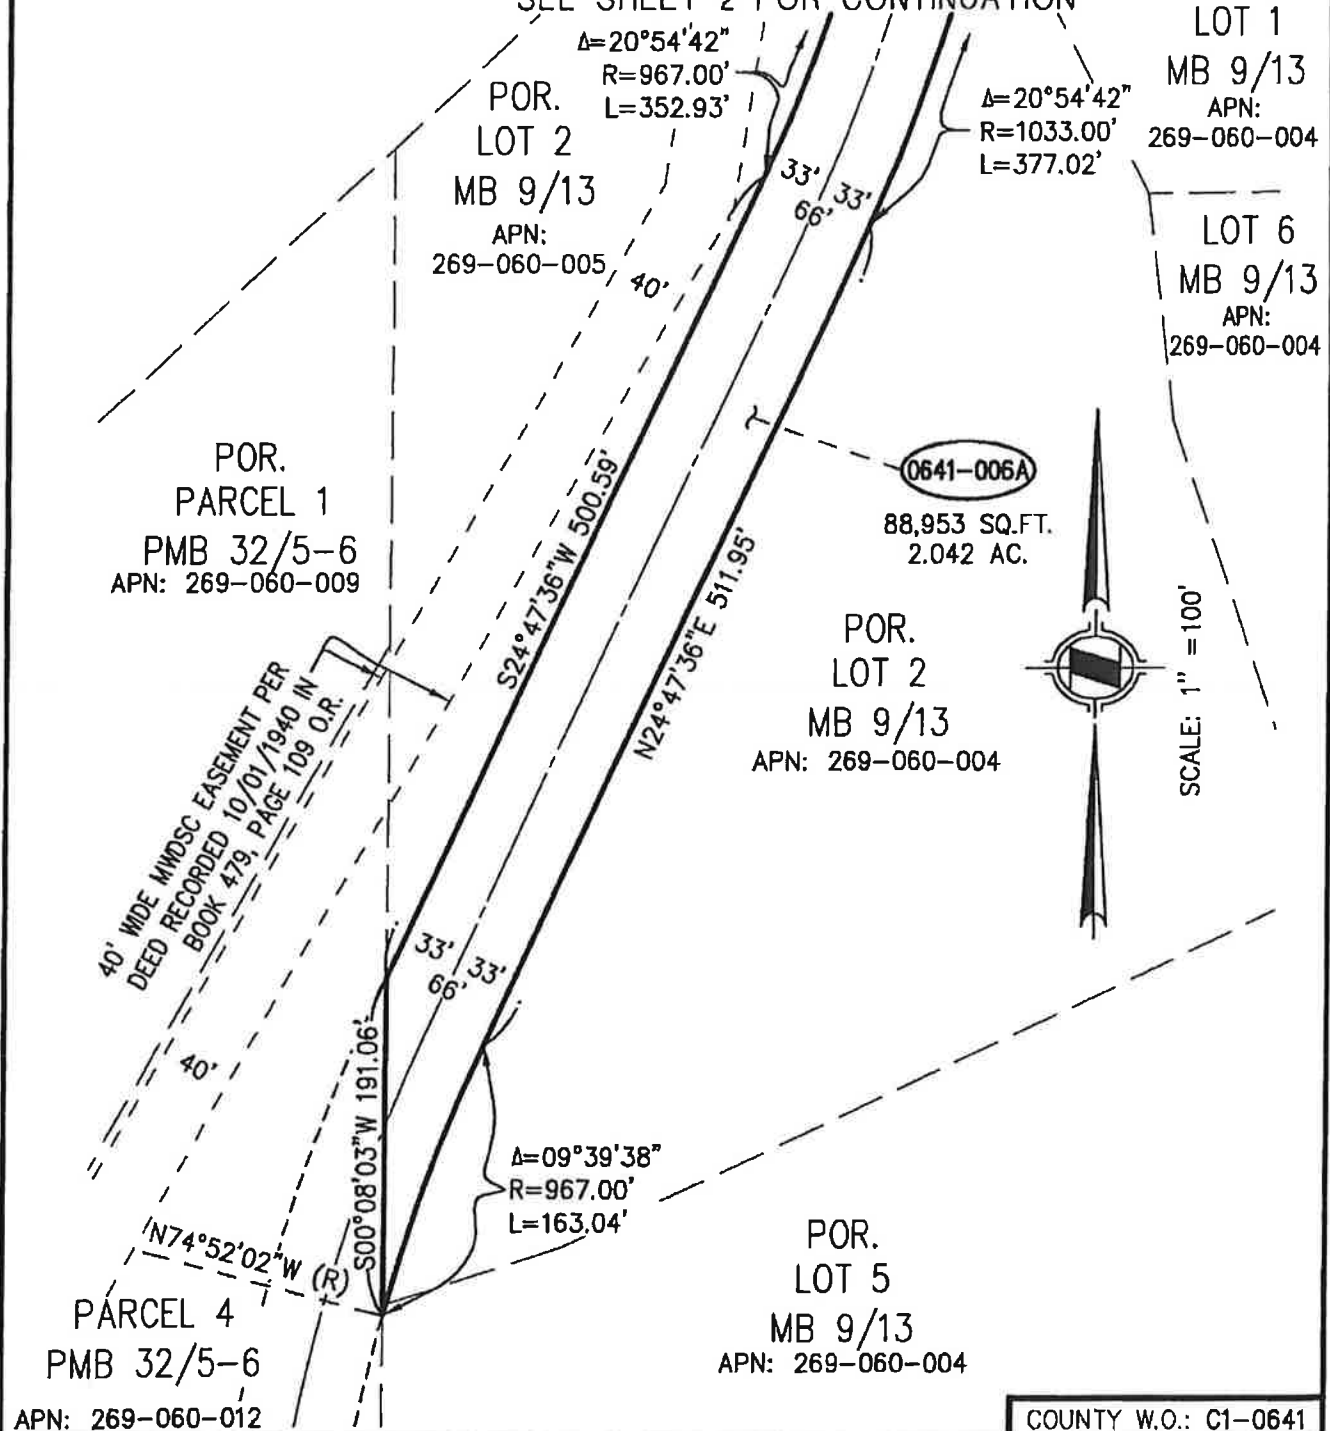 SEE SHEET 2 FOR CONTINUATION
Δ=20°54'42"
R=967.00'
L=352.93'
POR.
LOT 2
MB 9/13
APN:
269-060-005
Δ=20°54'42"
R=1033.00'
L=377.02'
LOT 1
MB 9/13
APN:
269-060-004
LOT 6
MB 9/13
APN:
269-060-004
33'
33'
66'
40'
POR.
PARCEL 1
PMB 32/5-6
APN: 269-060-009
S24°47'36"W 500.59'
N24°47'36"E 511.95'
0641-006A
88,953 SQ.FT.
2.042 AC.
POR.
LOT 2
MB 9/13
APN: 269-060-004
SCALE: 1" =100'
40' WIDE MWDSC EASEMENT PER
DEED RECORDED 10/01/1940 IN
BOOK 479, PAGE 109 O.R.
33'
33'
66'
40'
S00°08'03"W 191.06'
Δ=09°39'38"
R=967.00'
L=163.04'
N74°52'02"W (R)
PARCEL 4
PMB 32/5-6
APN: 269-060-012
POR.
LOT 5
MB 9/13
APN: 269-060-004
COUNTY W.O.: C1-0641